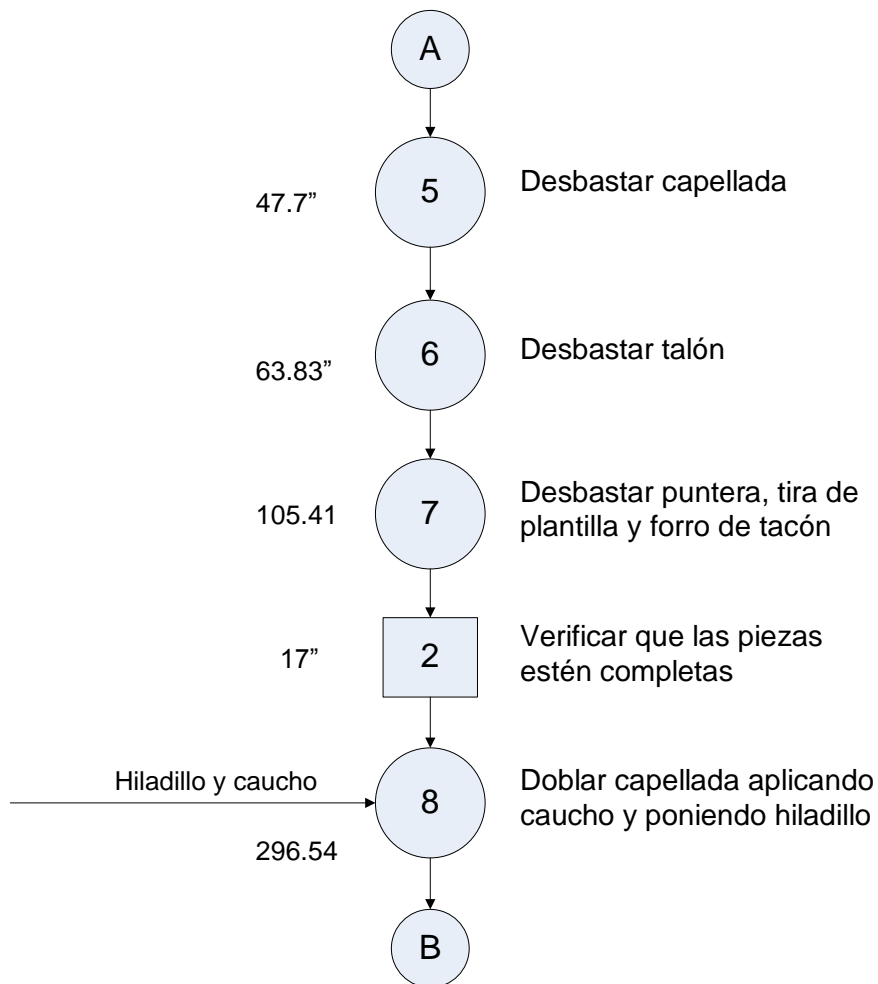 A
47.7”
5
Desbastar capellada
63.83”
6
Desbastar talón
105.41
7
Desbastar puntera, tira de
plantilla y forro de tacón
17”
2
Verificar que las piezas
estén completas
Hiladillo y caucho
8
Doblar capellada aplicando
caucho y poniendo hiladillo
296.54
B